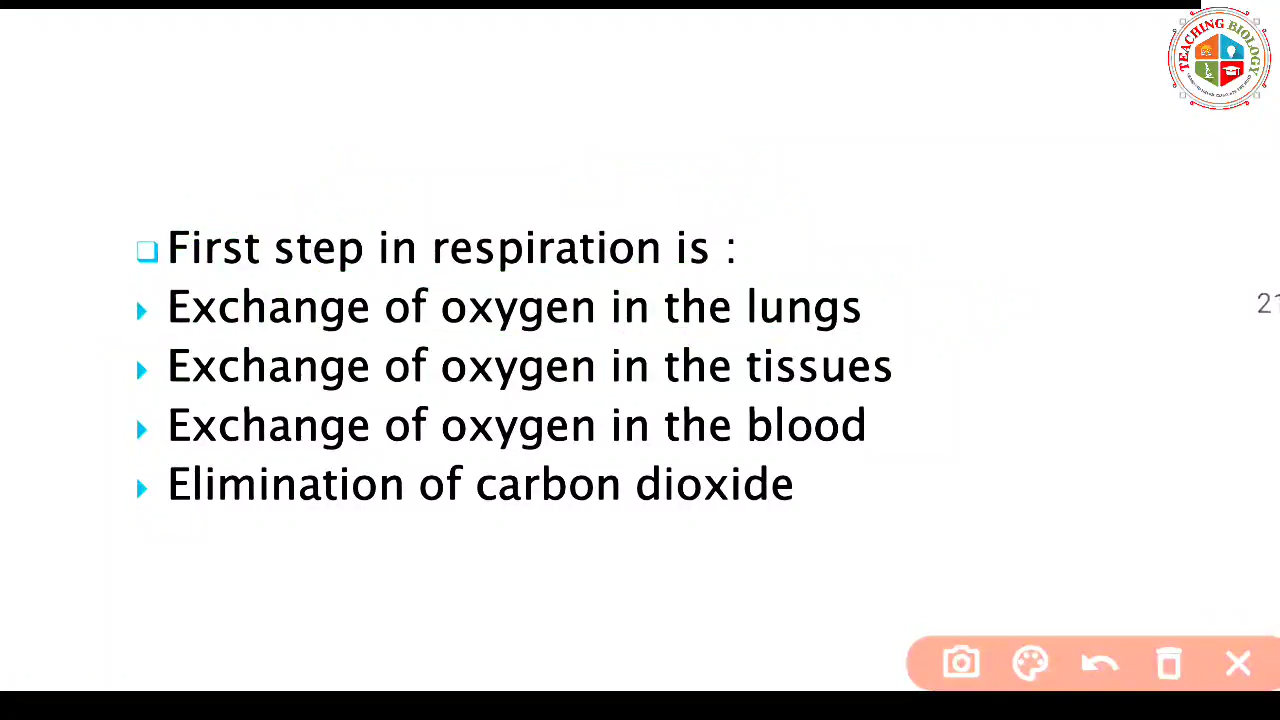 TEACHING BIOLOGY
First step in respiration is :
Exchange of oxygen in the lungs
21
Exchange of oxygen in the tissues
Exchange of oxygen in the blood
Elimination of carbon dioxide